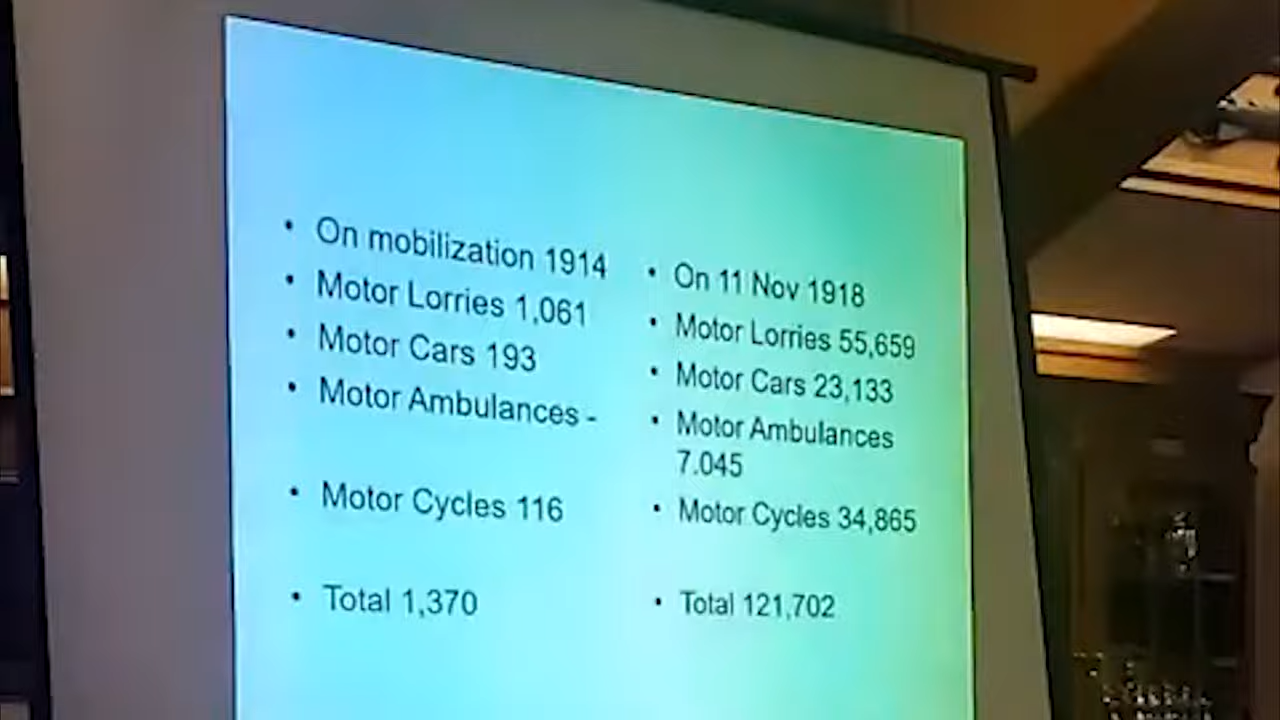 On mobilization 1914
Motor Lorries 1,061
Motor Cars 193
Motor Ambulances -
Motor Cycles 116
Total 1,370
On 11 Nov 1918
Motor Lorries 55,659
Motor Cars 23,133
Motor Ambulances
7.045
Motor Cycles 34,865
Total 121,702